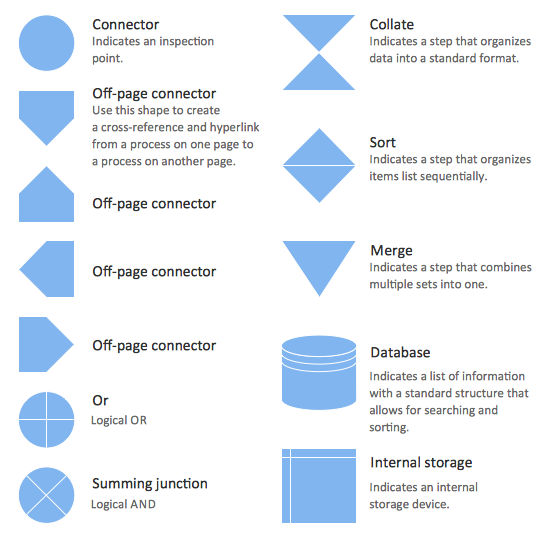 Connector
Indicates an inspection
point.
Off-page connector
Use this shape to create
a cross-reference and hyperlink
from a process on one page to
a process on another page.
Off-page connector
Off-page connector
Off-page connector
Or
Logical OR
Summing junction
Logical AND
Collate
Indicates a step that organizes
data into a standard format.
Sort
Indicates a step that organizes
items list sequentially.
Merge
Indicates a step that combines
multiple sets into one.
Database
Indicates a list of information
with a standard structure that
allows for searching and
sorting.
Internal storage
Indicates an internal
storage device.